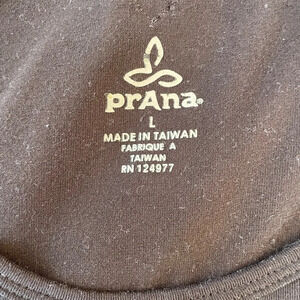 prAna®
L
MADE IN TAIWAN
FABRIQUE A
TAIWAN
RN 124977